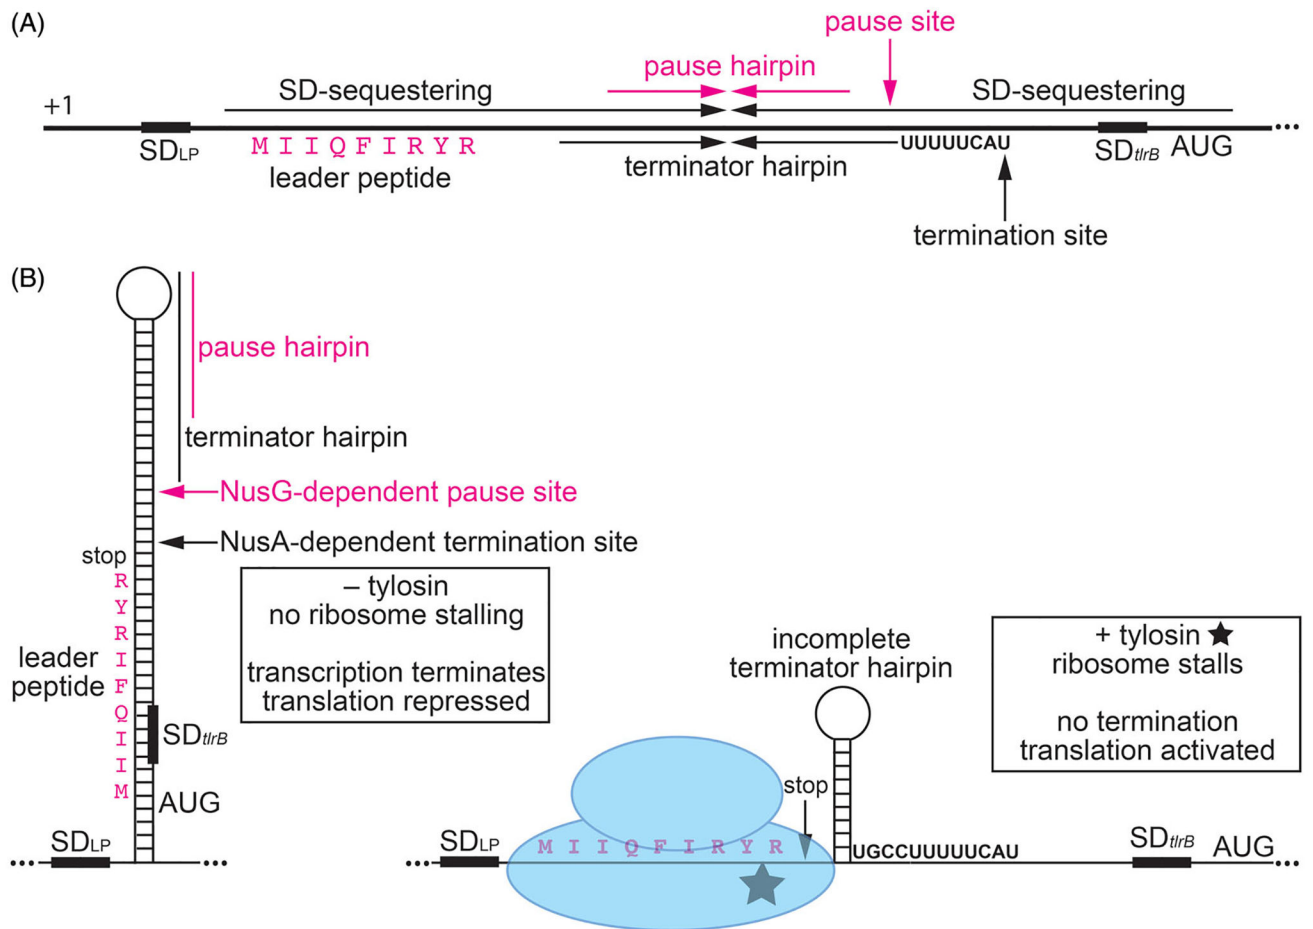 (A)
pause site
pause hairpin
+1
SD-sequestering
SD-sequestering
SDLP
M I I Q F I R Y R
leader peptide
terminator hairpin
UUUUUCAU
SDtlrB
AUG
...
termination site
(B)
pause hairpin
terminator hairpin
NusG-dependent pause site
NusA-dependent termination site
stop
R
Y
R
I
F
Q
I
I
M
leader
peptide
SDtlrB
AUG
SDLP
...
...
– tylosin
no ribosome stalling
transcription terminates
translation repressed
incomplete
terminator hairpin
+ tylosin ★
ribosome stalls
no termination
translation activated
stop
...
SDLP
M I I Q F I R Y R
UGCCUUUUUCAU
SDtlrB
AUG
...